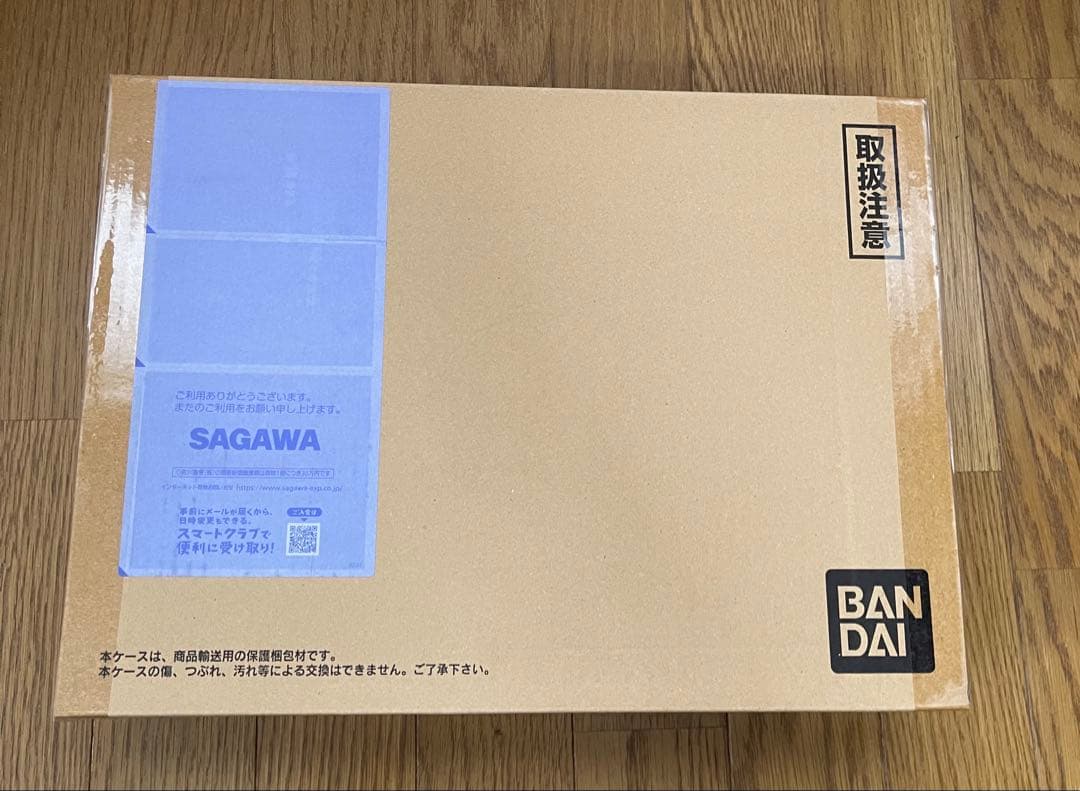 取扱注意
ご利用ありがとうございます。
またのご利用をお願い申し上げます。
SAGAWA
https://www.sagawa-exp.co.jp/
事前にメールが届くから、
日時変更もできる。
スマートクラブで
便利に受け取り!
ご入会は
BAN
DAI
本ケースは、商品輸送用の保護梱包材です。
本ケースの傷、つぶれ、汚れ等による交換はできません。ご了承下さい。